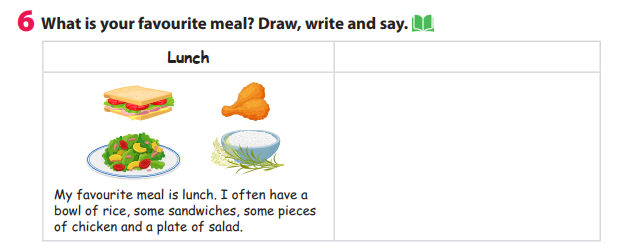 6 What is your favourite meal? Draw, write and say.
Lunch
My favourite meal is lunch. I often have a
bowl of rice, some sandwiches, some pieces
of chicken and a plate of salad.